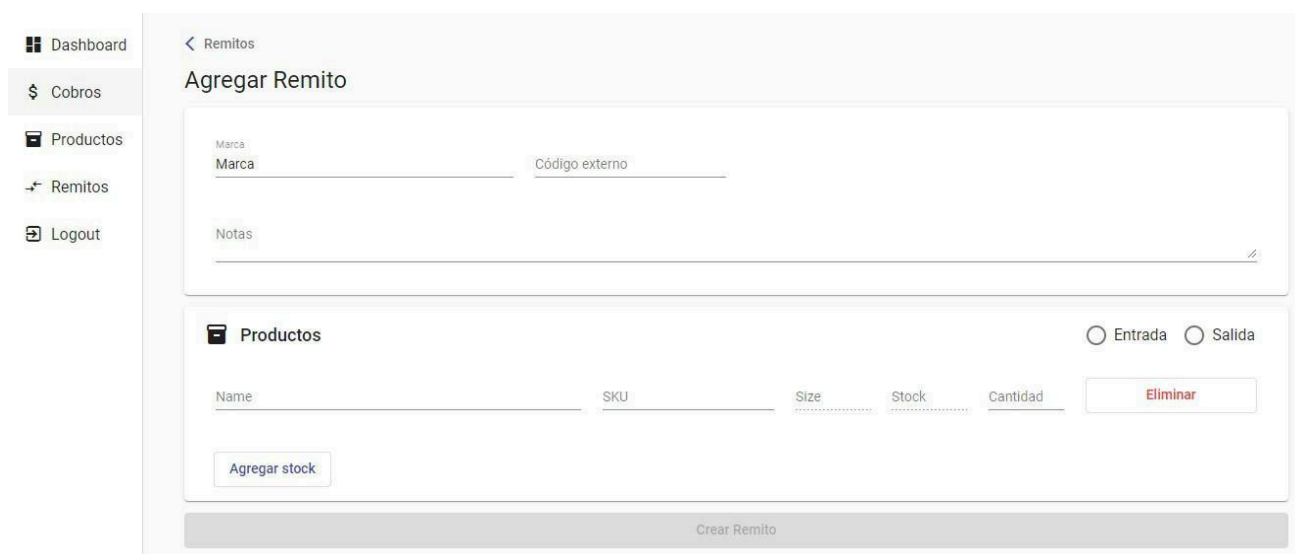 Dashboard
Cobros
Productos
Remitos
Logout
Remitos
Agregar Remito
Marca
Marca
Código externo
Notas
Productos
Entrada Salida
Name SKU Size Stock Cantidad Eliminar
Agregar stock
Crear Remito